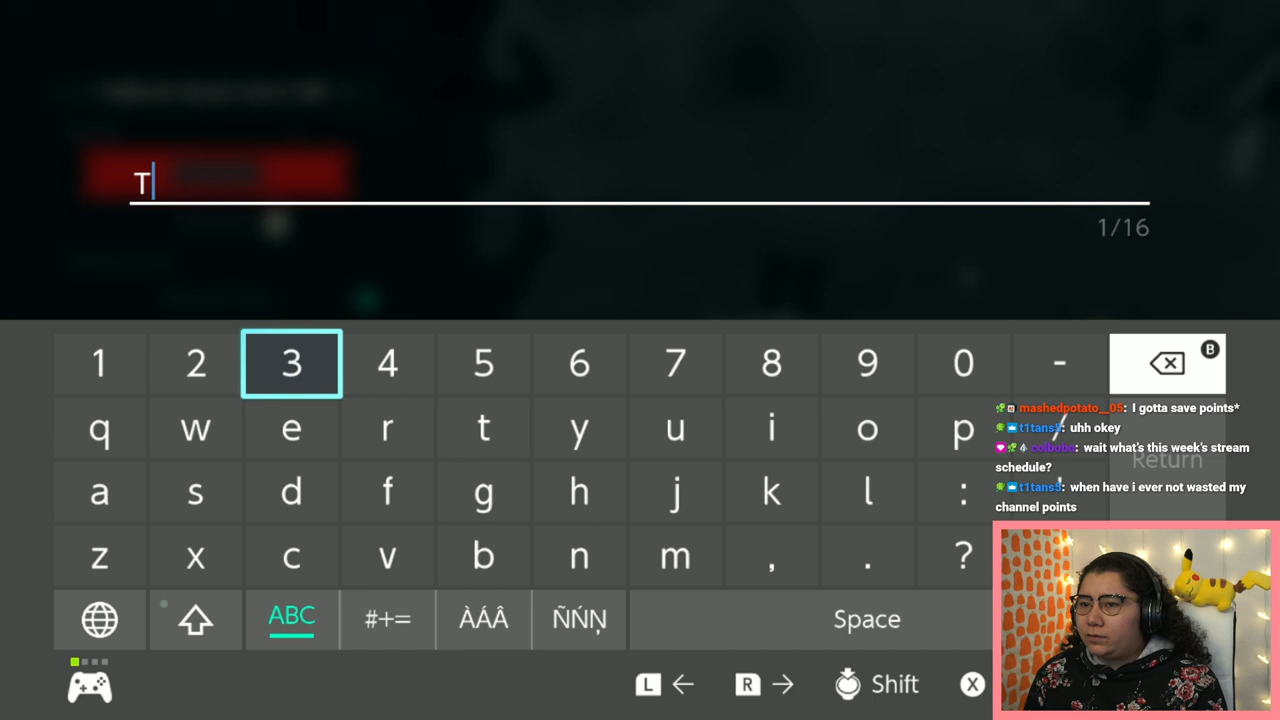 T
1/16
1 2 3 4 5 6 7 8 9 0 - B
q w e r t y u i o p /
Return
a s d f g h j k l : '
z x c v b n m , . ?
ABC #+= ÀÁÂ ÑŃŅ Space
L ← R → Shift X
mashedpotato__05: I gotta save points*
uhh okey
wait what's this week's stream
schedule?
when have i ever not wasted my
channel points